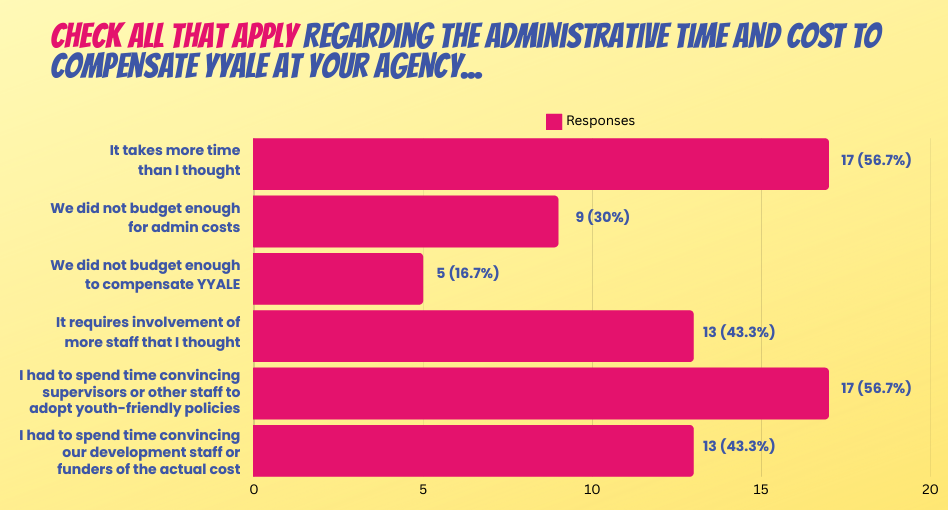 CHECK ALL THAT APPLY REGARDING THE ADMINISTRATIVE TIME AND COST TO
COMPENSATE YYALE AT YOUR AGENCY...
Responses
It takes more time
than I thought
17 (56.7%)
We did not budget enough
for admin costs
9 (30%)
We did not budget enough
to compensate YYALE
5 (16.7%)
It requires involvement of
more staff that I thought
13 (43.3%)
I had to spend time convincing
supervisors or other staff to
adopt youth-friendly policies
17 (56.7%)
I had to spend time convincing
our development staff or
funders of the actual cost
13 (43.3%)
0 5 10 15 20